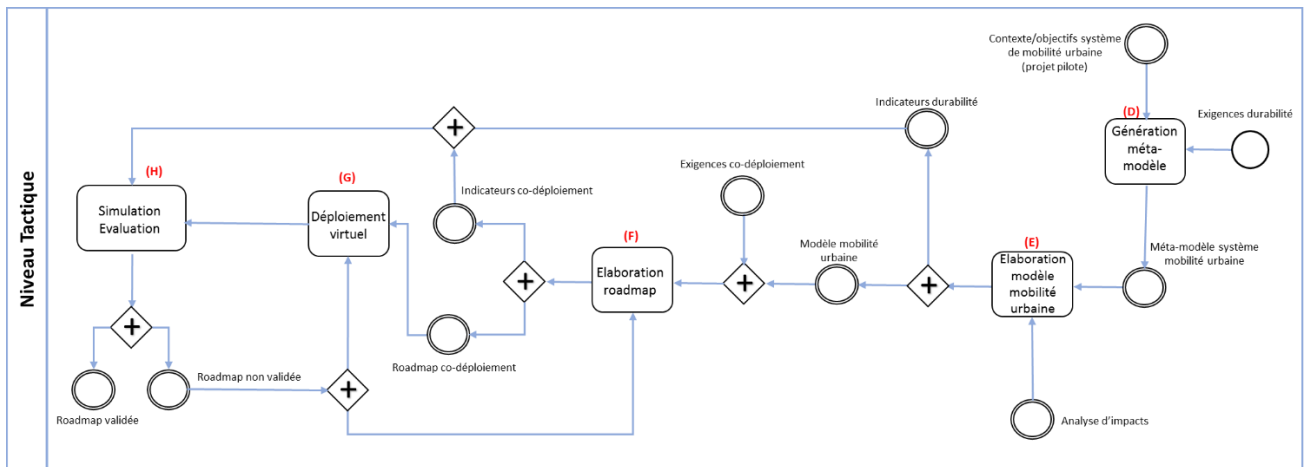 Niveau Tactique
Contexte/objectifs système
de mobilité urbaine
(projet pilote)
Indicateurs durabilité
(D)
Exigences durabilité
Génération
méta-
modèle
(H)
(G)
Indicateurs co-déploiement
Exigences co-déploiement
Simulation
Evaluation
Déploiement
virtuel
(F)
Elaboration
roadmap
Modèle mobilité
urbaine
(E)
Elaboration
modèle
mobilité
urbaine
Méta-modèle système
mobilité urbaine
Roadmap co-déploiement
Roadmap non validée
Roadmap validée
Analyse d'impacts